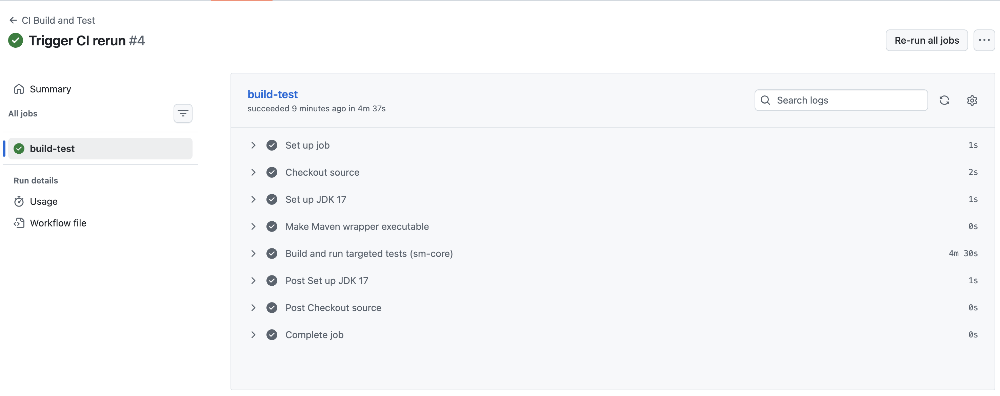 CI Build and Test
Trigger CI rerun #4
Re-run all jobs
Summary
All jobs
build-test
Run details
Usage
Workflow file
build-test
succeeded 9 minutes ago in 4m 37s
Search logs
Set up job 1s
Checkout source 2s
Set up JDK 17 1s
Make Maven wrapper executable 0s
Build and run targeted tests (sm-core) 4m 30s
Post Set up JDK 17 1s
Post Checkout source 0s
Complete job 0s